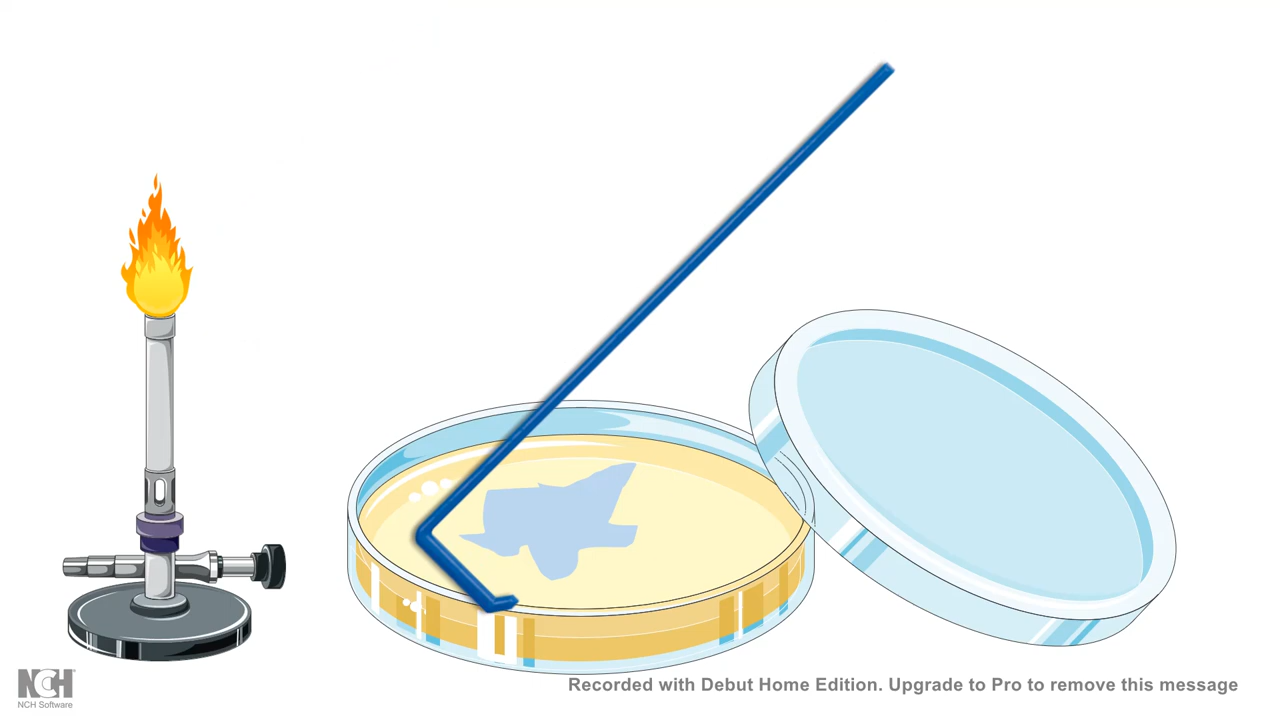 NCH
NCH Software
Recorded with Debut Home Edition. Upgrade to Pro to remove this message